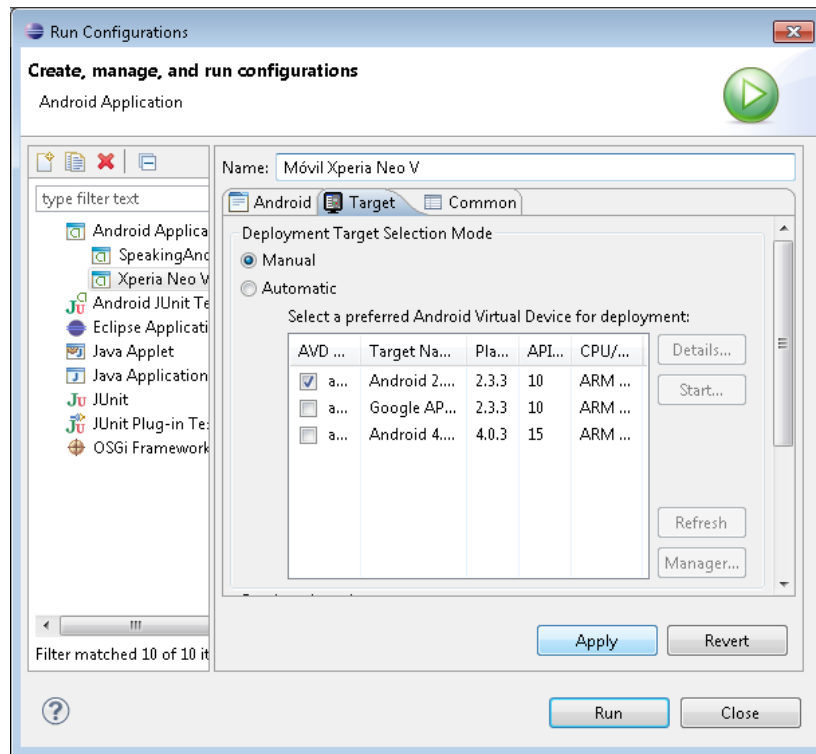 Run Configurations
Create, manage, and run configurations
Android Application
Name: Móvil Xperia Neo V
type filter text
Android Applica
SpeakingAnd
Xperia Neo V
Android JUnit Te
Eclipse Applicati
Java Applet
Java Application
JUnit
JUnit Plug-in Te
OSGi Framework
Filter matched 10 of 10 it
Android Target Common
Deployment Target Selection Mode
Manual
Automatic
Select a preferred Android Virtual Device for deployment:
AVD ... Target Na... Pla... API... CPU/...
a... Android 2.... 2.3.3 10 ARM ...
a... Google AP... 2.3.3 10 ARM ...
a... Android 4.... 4.0.3 15 ARM ...
Details...
Start...
Refresh
Manager...
Apply Revert
Run Close